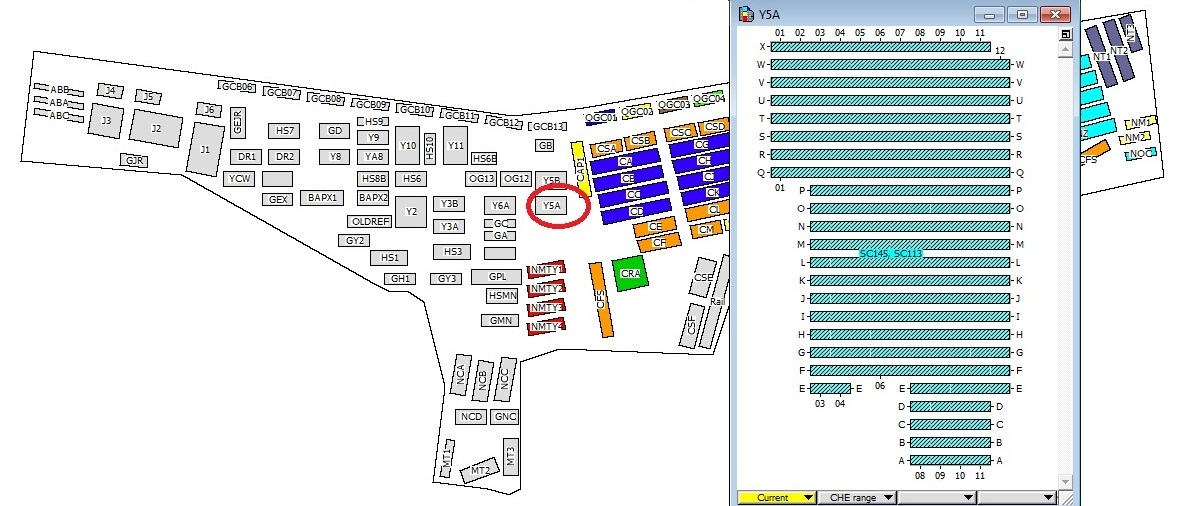 ABB
ABA
ABC
J4
J5
J3
J2
J6
J1
GJR
GEJR
GCB06
GCB07
GCB08
GCB09
GCB10
GCB11
GCB12
GCB13
HS7
GD
HS9
Y9
Y10
HS10
Y11
GB
DR1
DR2
Y8
YA8
HS6B
YCW
HS8B
HS6
OG13
OG12
Y5B
GEX
BAPX1
BAPX2
Y2
Y3B
Y6A
Y5A
OLDREF
Y3A
GC
GA
GY2
HS1
HS3
GH1
GY3
GPL
HSMN
GMN
NMTY1
NMTY2
NMTY3
NMTY4
NCA
NCB
NCC
NCD
GNC
MT1
MT2
MT3
OGC01
OGC02
OGC03
OGC04
CAP1
CSA
CSB
CSC
CSD
CA
CB
CC
CD
CE
CF
CG
CH
CJ
CK
CL
CM
CFS
CRA
CSE
CSF
Rail
Y5A
01 02 03 04 05 06 07 08 09 10 11
X
12
W W
V V
U U
T T
S S
R R
Q Q
01
P P
O O
N N
M M
SC145, SC113
L L
K K
J J
I I
H H
G G
F F
06
E E E E
03 04
D D
C C
B B
A A
08 09 10 11
Current
CHE range
NT1
NT2
NT3
NM1
NM2
NOG
CFS